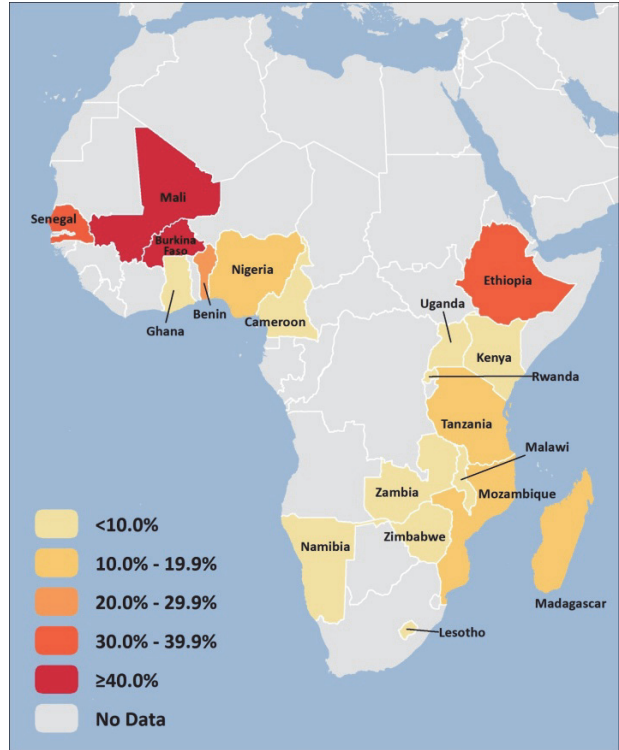 Mali
Senegal
Burkina
Faso
Nigeria
Ethiopia
Benin
Uganda
Cameroon
Ghana
Kenya
Rwanda
Tanzania
Malawi
Zambia
Mozambique
Zimbabwe
Namibia
Madagascar
Lesotho
<10.0%
10.0% - 19.9%
20.0% - 29.9%
30.0% - 39.9%
≥40.0%
No Data